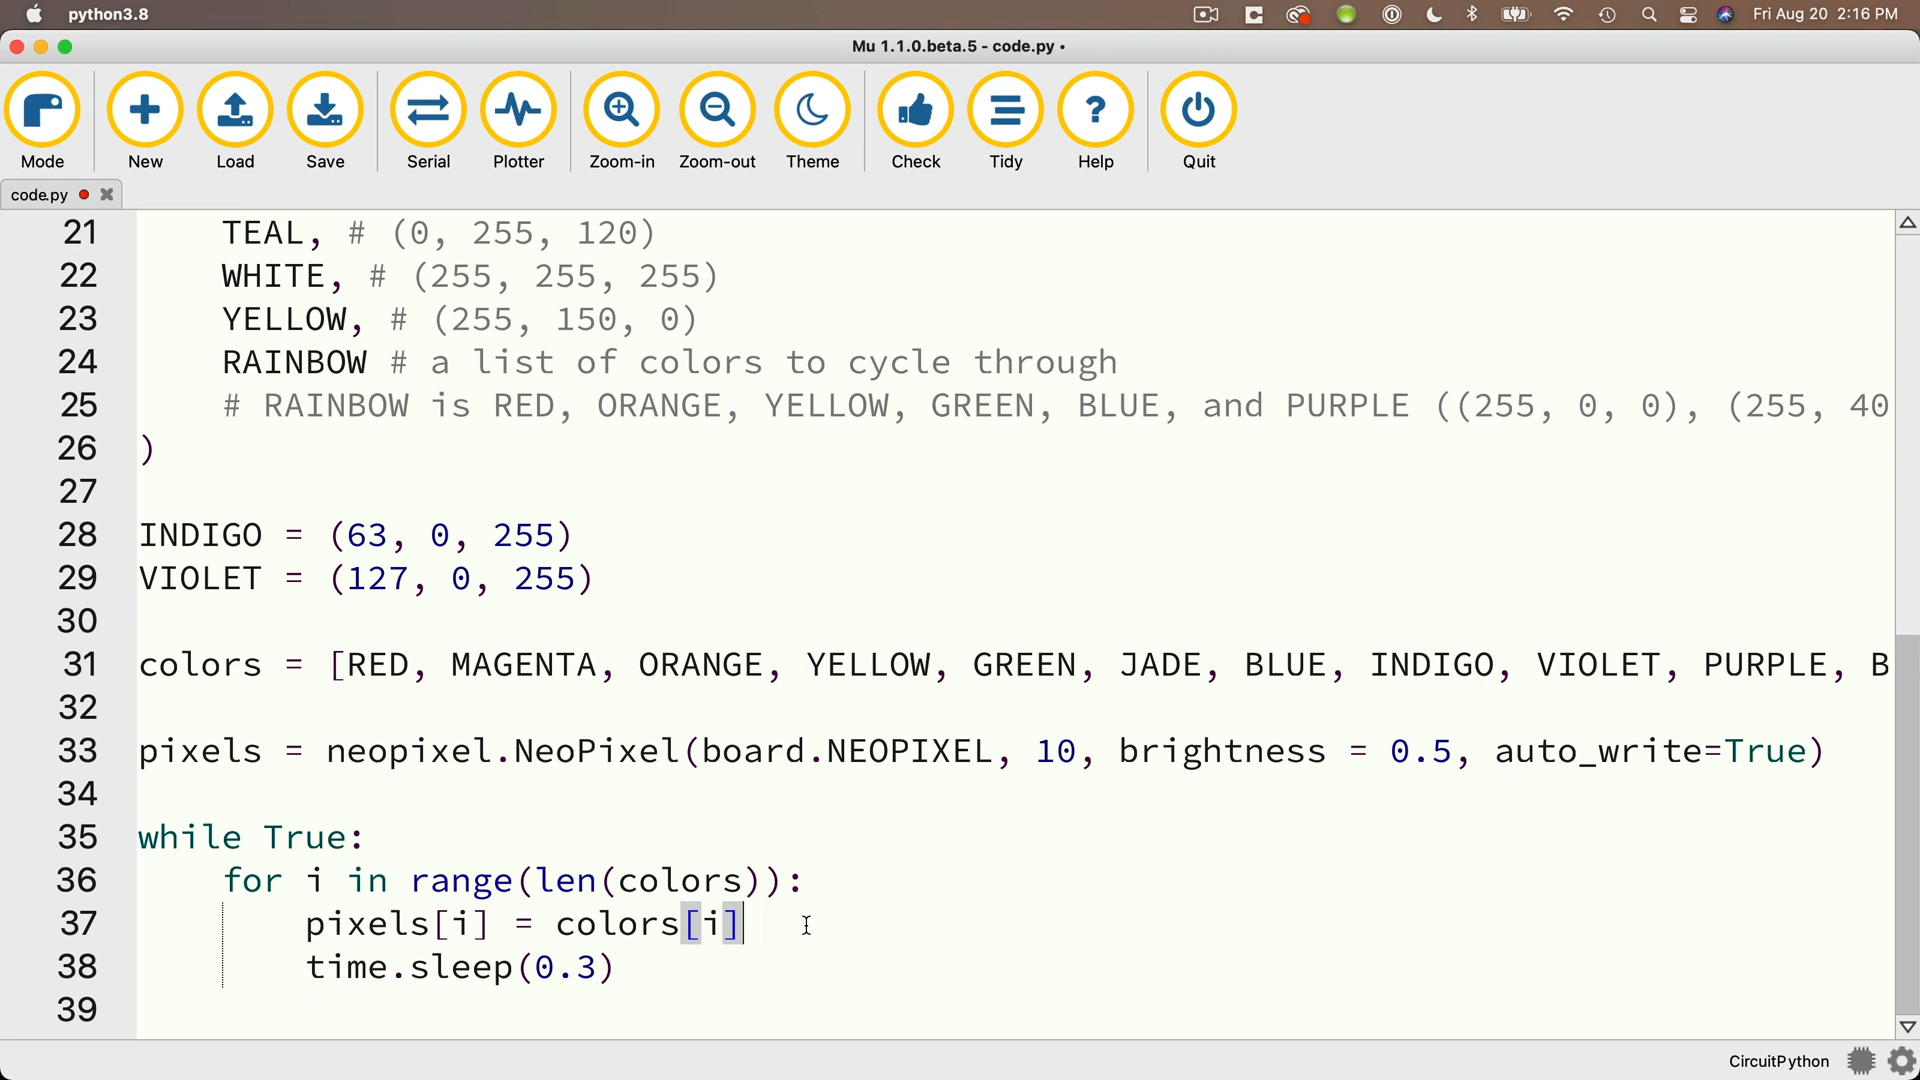 python3.8
Fri Aug 20 2:16 PM
Mu 1.1.0.beta.5 - code.py •
Mode New Load Save Serial Plotter Zoom-in Zoom-out Theme Check Tidy Help Quit
code.py
21 TEAL, # (0, 255, 120)
22 WHITE, # (255, 255, 255)
23 YELLOW, # (255, 150, 0)
24 RAINBOW # a list of colors to cycle through
25 # RAINBOW is RED, ORANGE, YELLOW, GREEN, BLUE, and PURPLE ((255, 0, 0), (255, 40
26 )
27
28 INDIGO = (63, 0, 255)
29 VIOLET = (127, 0, 255)
30
31 colors = [RED, MAGENTA, ORANGE, YELLOW, GREEN, JADE, BLUE, INDIGO, VIOLET, PURPLE, B
32
33 pixels = neopixel.NeoPixel(board.NEOPIXEL, 10, brightness = 0.5, auto_write=True)
34
35 while True:
36 for i in range(len(colors)):
37 pixels[i] = colors[i]
38 time.sleep(0.3)
39
CircuitPython